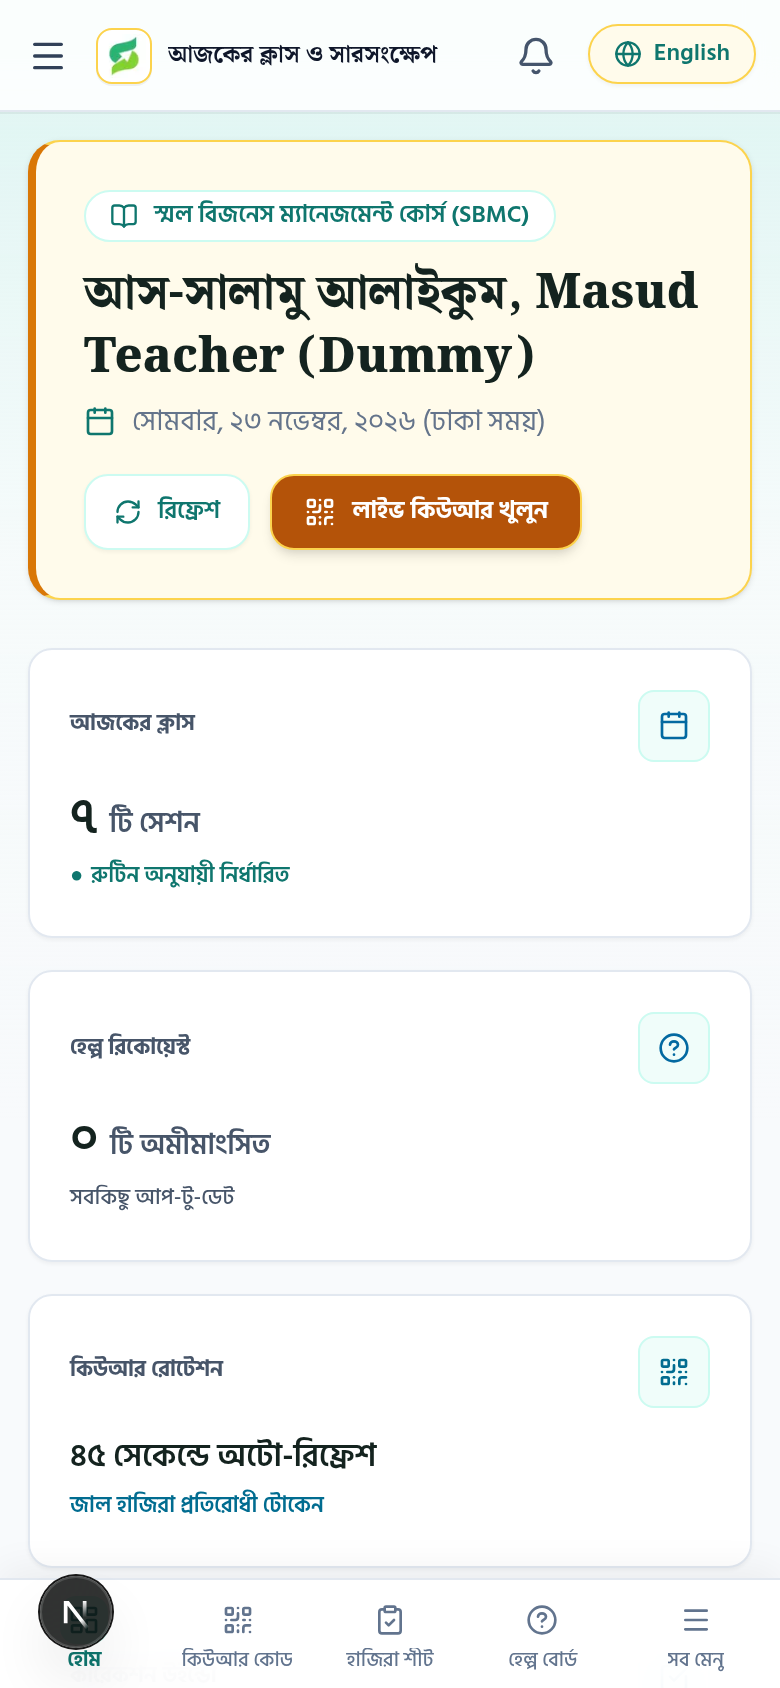 আজকের ক্লাস ও সারসংক্ষেপ
English
স্মল বিজনেস ম্যানেজমেন্ট কোর্স (SBMC)
আস-সালামু আলাইকুম, Masud
Teacher (Dummy)
সোমবার, ২৩ নভেম্বর, ২০২৬ (ঢাকা সময়)
রিফ্রেশ
লাইভ কিউআর খুলুন
আজকের ক্লাস
৭ টি সেশন
● রুটিন অনুযায়ী নির্ধারিত
হেল্প রিকোয়েস্ট
০ টি অমীমাংসিত
সবকিছু আপ-টু-ডেট
কিউআর রোটেশন
৪৫ সেকেন্ডে অটো-রিফ্রেশ
জাল হাজিরা প্রতিরোধী টোকেন
N
হোম
কিউআর কোড
হাজিরা শীট
হেল্প বোর্ড
সব মেনু